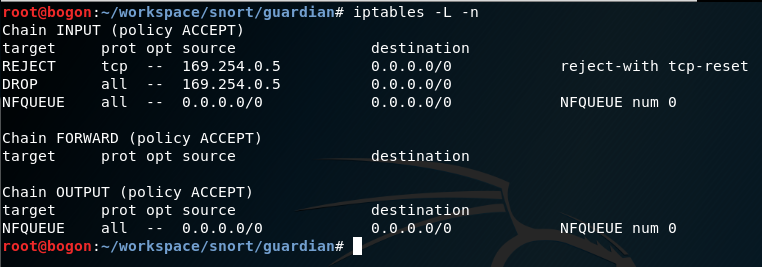 root@bogon:~/workspace/snort/guardian# iptables -L -n
Chain INPUT (policy ACCEPT)
target     prot opt source               destination
REJECT     tcp  --  169.254.0.5          0.0.0.0/0            reject-with tcp-reset
DROP       all  --  169.254.0.5          0.0.0.0/0
NFQUEUE    all  --  0.0.0.0/0            0.0.0.0/0            NFQUEUE num 0

Chain FORWARD (policy ACCEPT)
target     prot opt source               destination

Chain OUTPUT (policy ACCEPT)
target     prot opt source               destination
NFQUEUE    all  --  0.0.0.0/0            0.0.0.0/0            NFQUEUE num 0
root@bogon:~/workspace/snort/guardian#